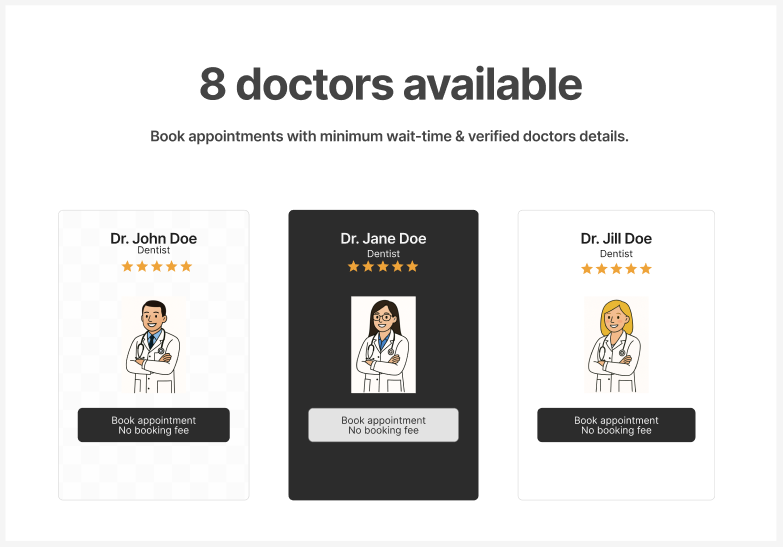 8 doctors available
Book appointments with minimum wait-time & verified doctors details.
Dr. John Doe
Dentist
Book appointment
No booking fee
Dr. Jane Doe
Dentist
Book appointment
No booking fee
Dr. Jill Doe
Dentist
Book appointment
No booking fee